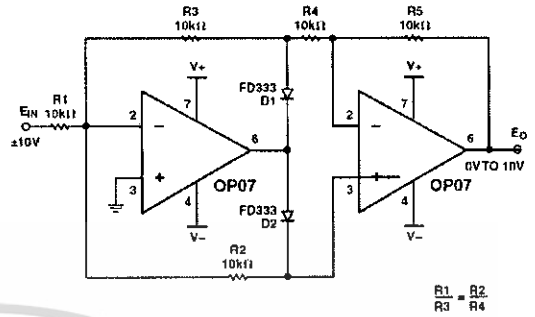 R3
10kΩ
R4
10kΩ
R5
10kΩ
V+
V+
EIN
R1
10kΩ
±10V
FD333
D1
2
7
6
3
4
OP07
V−
2
7
6
3
4
EO
0V TO 10V
OP07
V−
FD333
D2
R2
10kΩ
R1/R3 = R2/R4